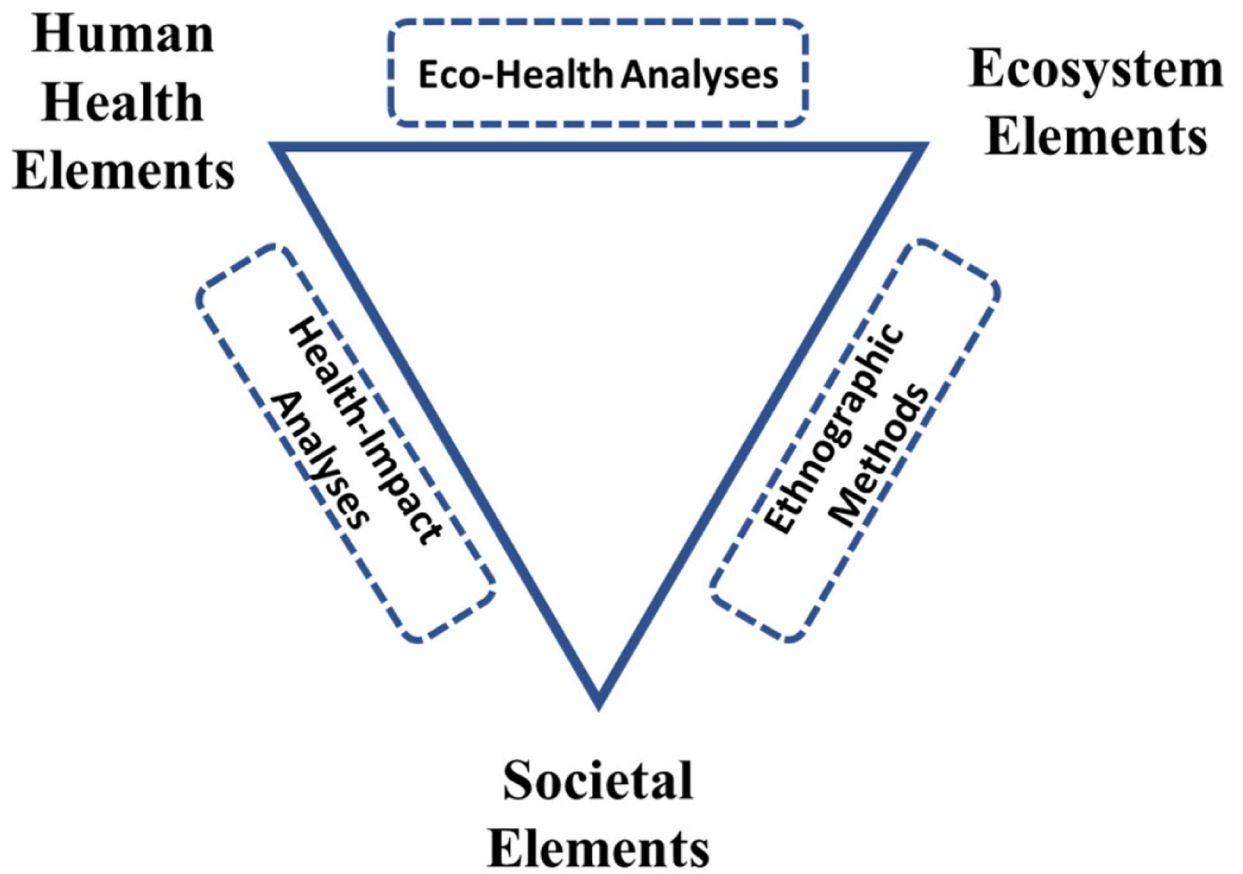 Human
Health
Elements
Eco-Health Analyses
Ecosystem
Elements
Health-Impact
Analyses
Ethnographic
Methods
Societal
Elements